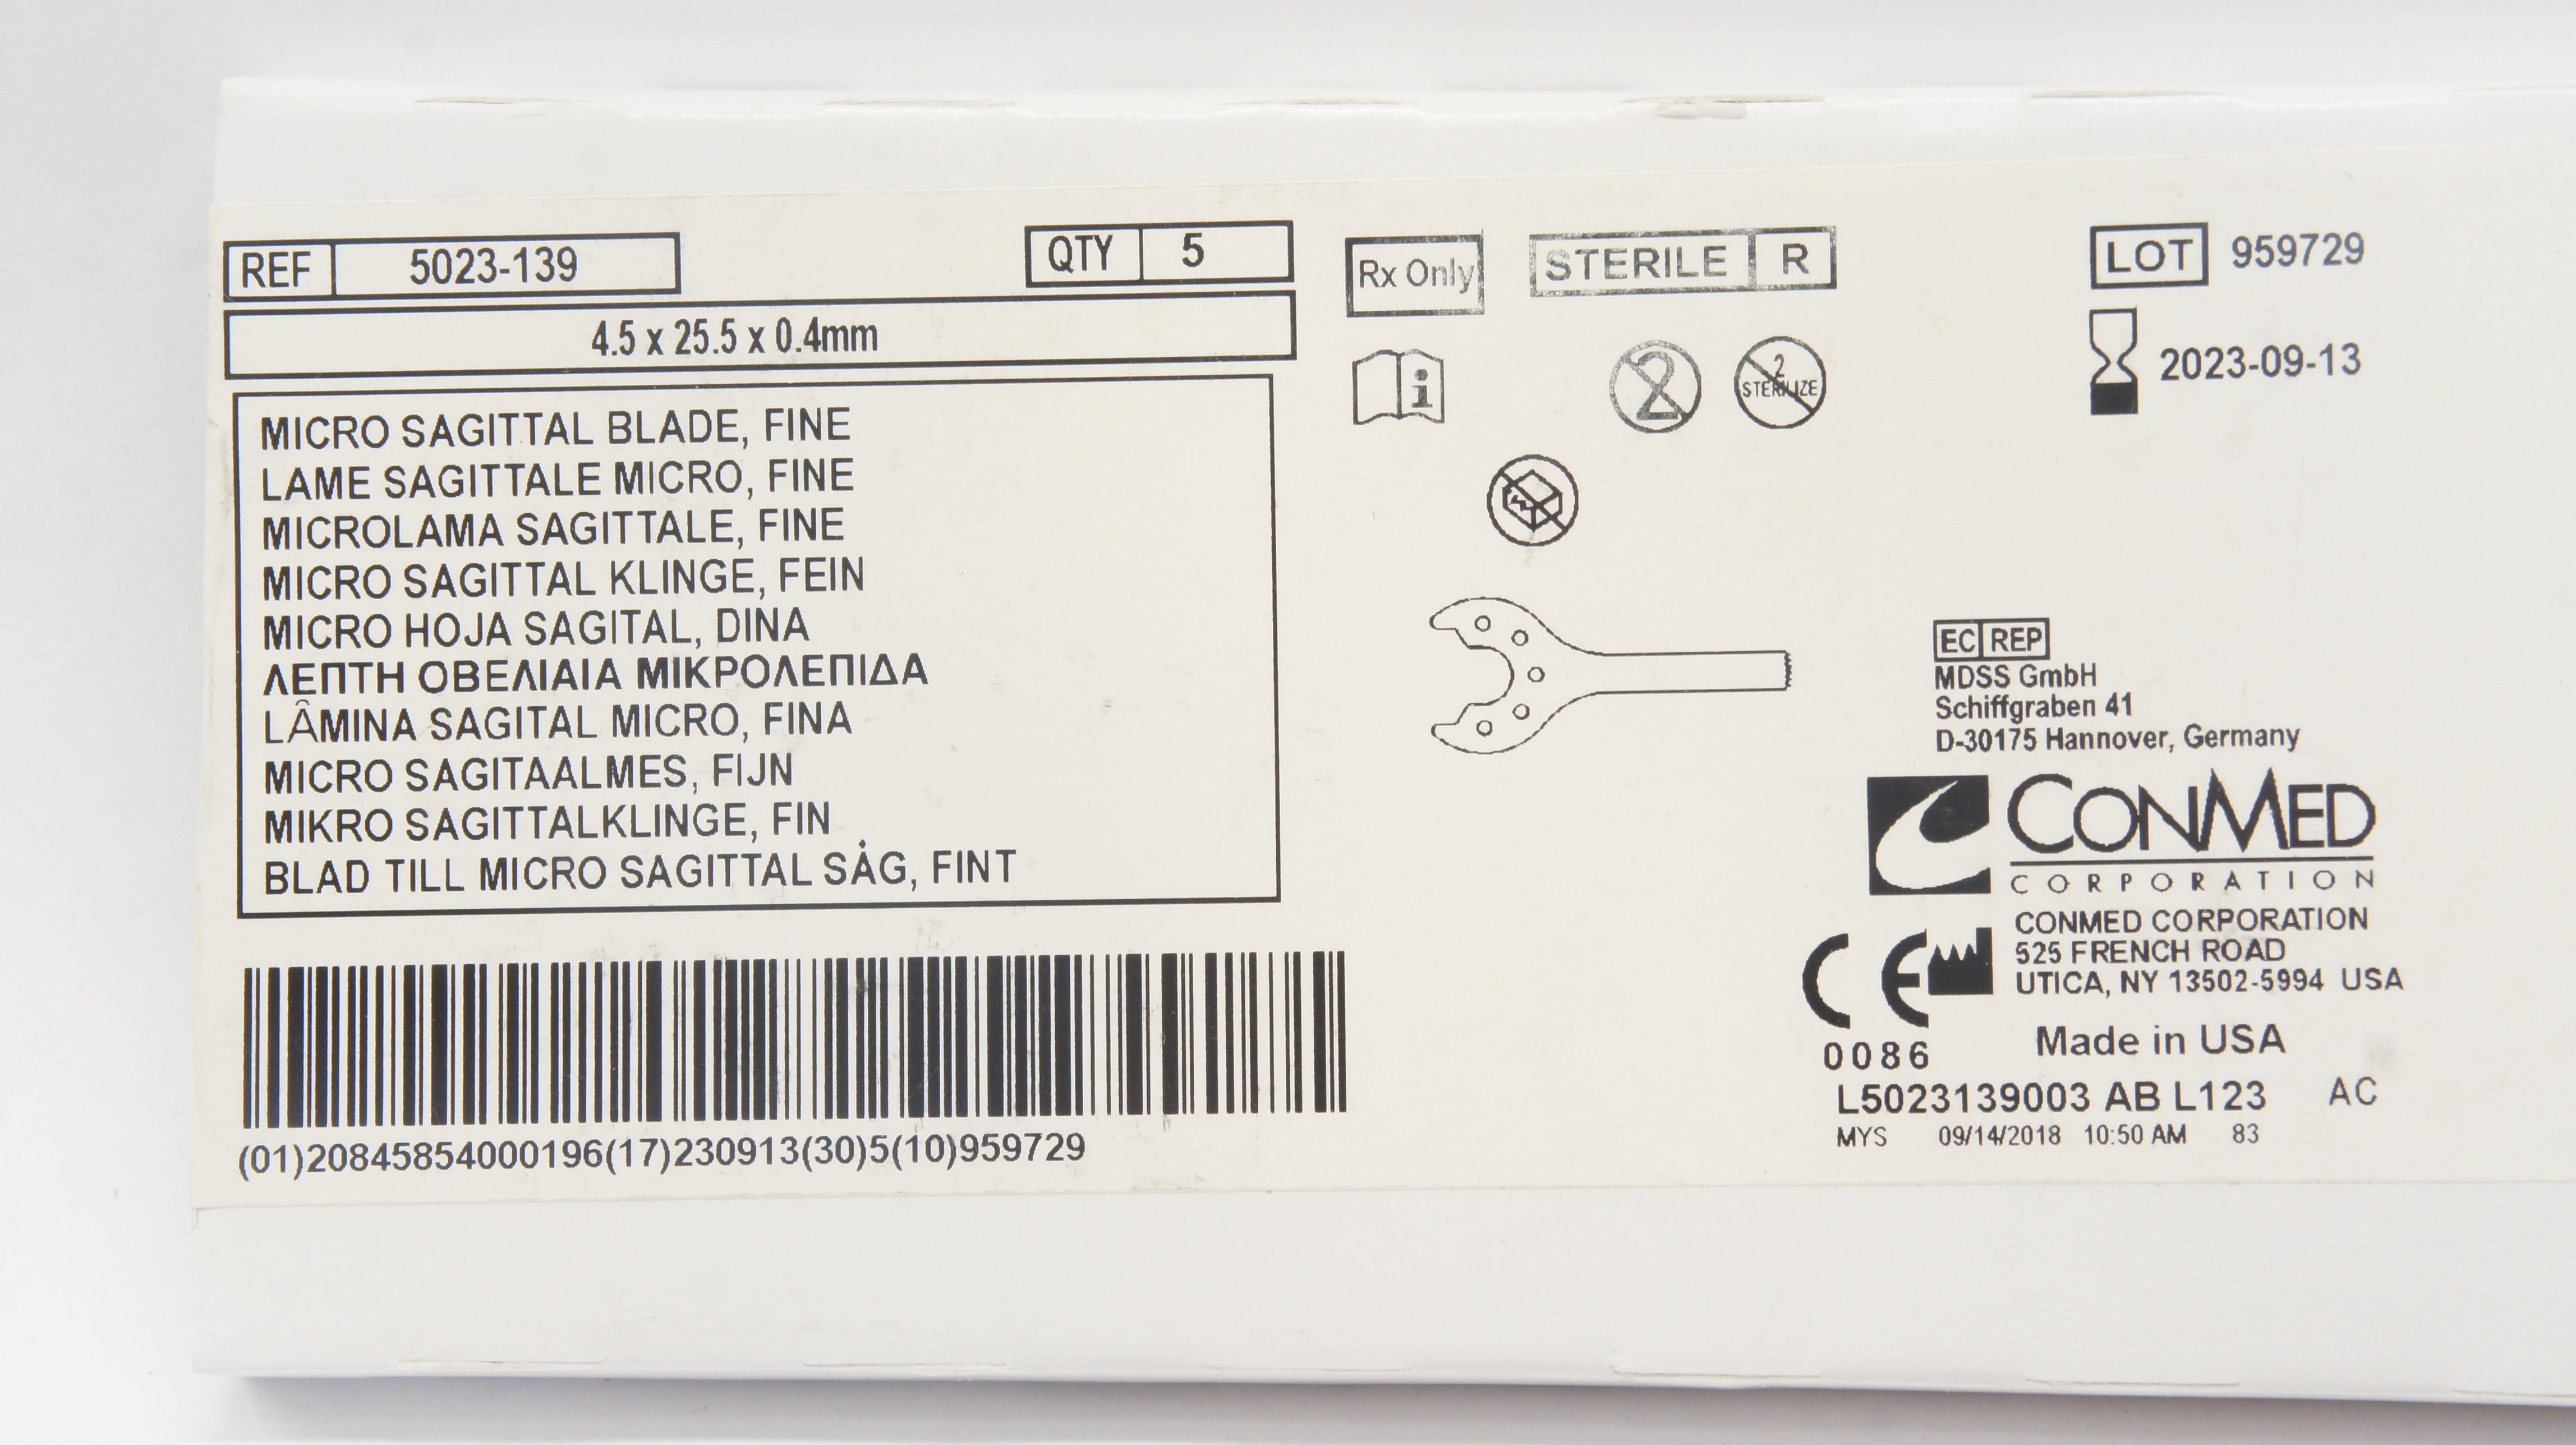 REF 5023-139
QTY 5
4.5 x 25.5 x 0.4mm
MICRO SAGITTAL BLADE, FINE
LAME SAGITTALE MICRO, FINE
MICROLAMA SAGITTALE, FINE
MICRO SAGITTAL KLINGE, FEIN
MICRO HOJA SAGITAL, DINA
ΛΕΠΤΗ ΟΒΕΛΙΑΙΑ ΜΙΚΡΟΛΕΠΙΔΑ
LÂMINA SAGITAL MICRO, FINA
MICRO SAGITAALMES, FIJN
MIKRO SAGITTALKLINGE, FIN
BLAD TILL MICRO SAGITTAL SÅG, FINT
(01)20845854000196(17)230913(30)5(10)959729
Rx Only
STERILE R
2
2
STERILIZE
LOT 959729
2023-09-13
EC REP
MDSS GmbH
Schiffgraben 41
D-30175 Hannover, Germany
CONMED
CORPORATION
CONMED CORPORATION
525 FRENCH ROAD
UTICA, NY 13502-5994 USA
CE
0086
Made in USA
L5023139003 AB L123 AC
MYS 09/14/2018 10:50 AM 83